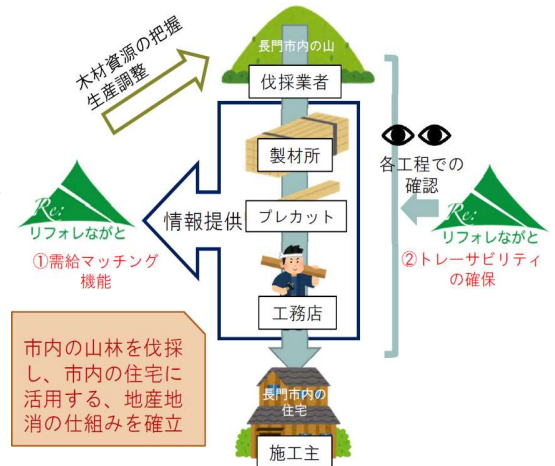 長門市内の山
伐採業者
木材資源の把握
生産調整
製材所
プレカット
情報提供
工務店
長門市内の
住宅
施工主
Re:
リフォレながと
①需給マッチング
機能
各工程での
確認
Re:
リフォレながと
②トレーサビリティ
の確保
市内の山林を伐採
し、市内の住宅に
活用する、地産地
消の仕組みを確立